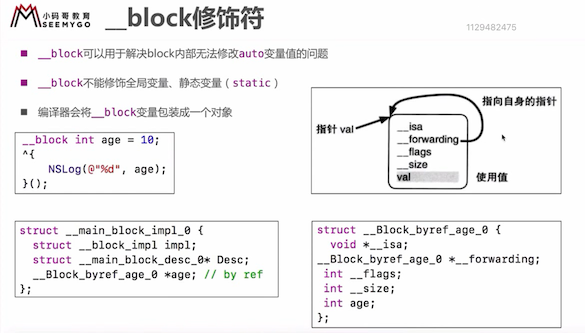 小码哥教育
SEEMYGO
__block修饰符
1129482475
__block可以用于解决block内部无法修改auto变量值的问题
__block不能修饰全局变量、静态变量（static）
编译器会将__block变量包装成一个对象
__block int age = 10;
^{
NSLog(@"%d", age);
}();
指向自身的指针
指针 val
__isa
__forwarding
__flags
__size
val
使用值
struct __main_block_impl_0 {
struct __block_impl impl;
struct __main_block_desc_0* Desc;
__Block_byref_age_0 *age; // by ref
};
struct __Block_byref_age_0 {
void *__isa;
__Block_byref_age_0 *__forwarding;
int __flags;
int __size;
int age;
};